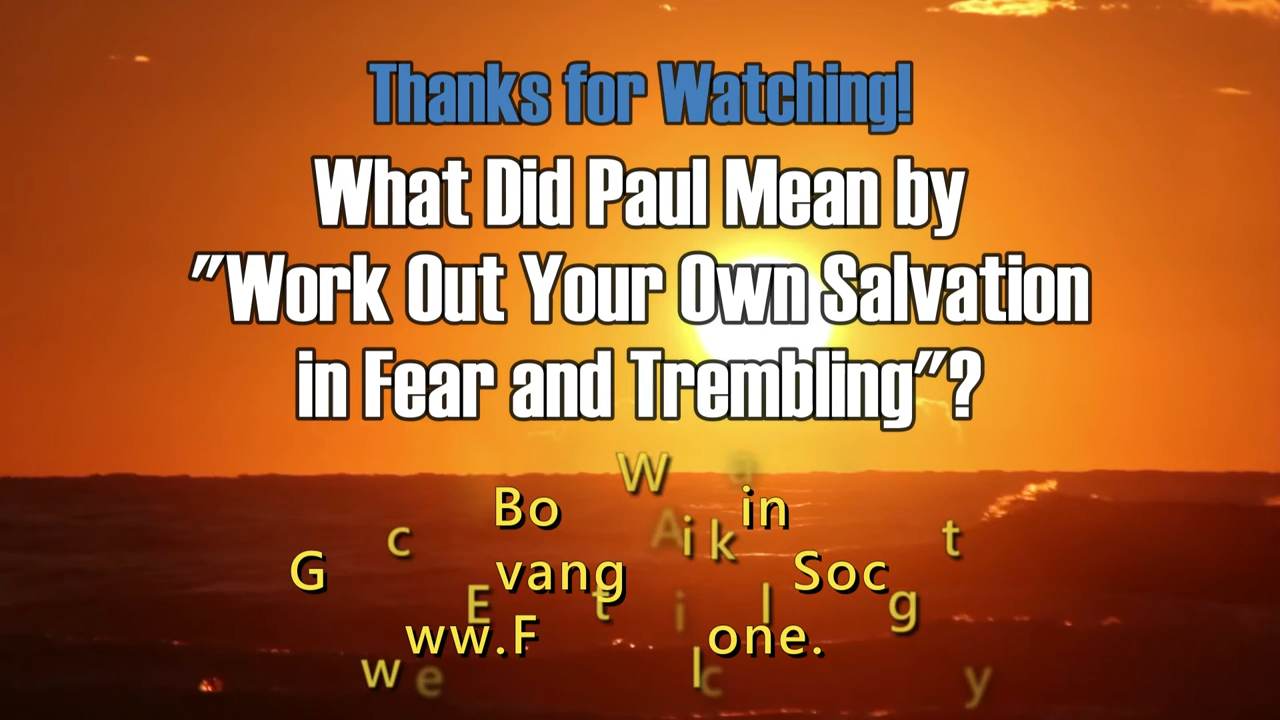 Thanks for Watching!
What Did Paul Mean by
"Work Out Your Own Salvation
in Fear and Trembling"?